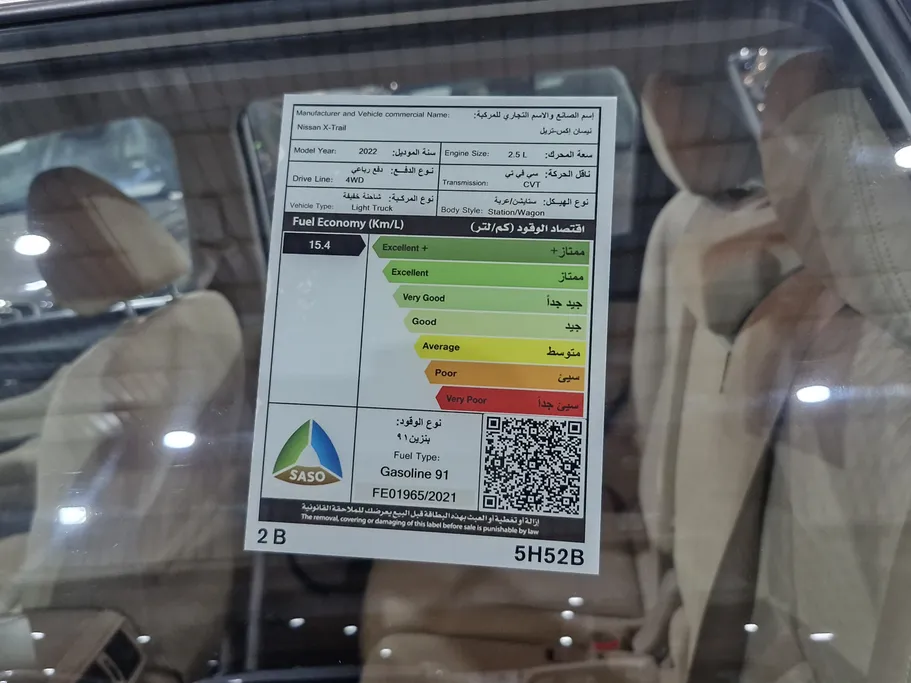 Manufacturer and Vehicle commercial Name: إسم الصانع والاسم التجاري للمركبة:
Nissan X-Trail نيسان إكس-تريل
Model Year: 2022 سنة الموديل:
Engine Size: 2.5 L سعة المحرك:
Drive Line: دفع رباعي 4WD نوع الدفع:
Transmission: سي في تي CVT ناقل الحركة:
Vehicle Type: شاحنة خفيفة Light Truck نوع المركبة:
Body Style: ستايشن/عربة Station/Wagon نوع الهيكل:
Fuel Economy (Km/L) اقتصاد الوقود (كم/لتر)
15.4
Excellent + ممتاز+
Excellent ممتاز
Very Good جيد جداً
Good جيد
Average متوسط
Poor سيئ
Very Poor سيئ جداً
SASO
نوع الوقود:
بنزين ٩١
Fuel Type:
Gasoline 91
FE01965/2021
إزالة أو تغطية أو العبث بهذه البطاقة قبل البيع يعرضك للملاحقة القانونية
The removal, covering or damaging of this label before sale is punishable by law
2 B 5H52B